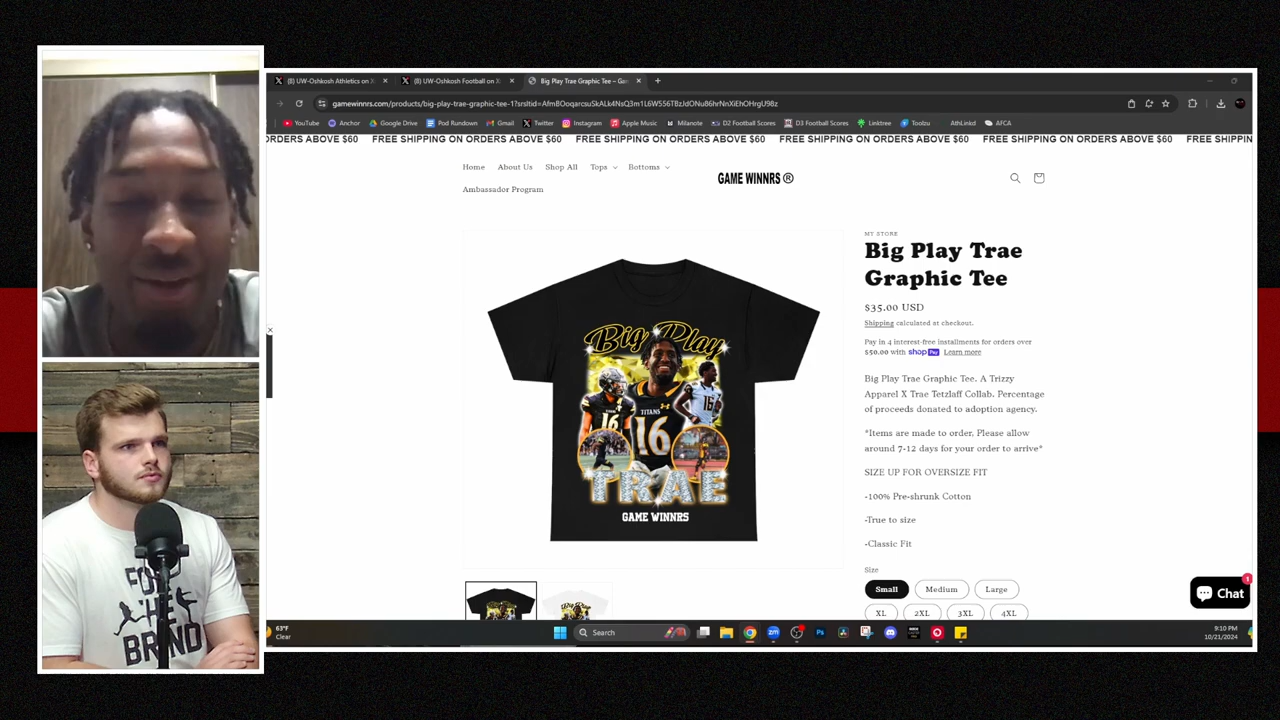 (8) UW-Oshkosh Athletics on X
(8) UW-Oshkosh Football on X
Big Play Trae Graphic Tee – Gam
YouTube
Anchor
Google Drive
Pod Rundown
Gmail
Twitter
Instagram
Apple Music
Milanote
D2 Football Scores
D3 Football Scores
Linktree
Toolzu
AthLinkd
AFCA
ORDERS ABOVE $60 FREE SHIPPING ON ORDERS ABOVE $60 FREE SHIPPING ON ORDERS ABOVE $60 FREE SHIPPING ON ORDERS ABOVE $60 FREE SHIPPIN
Home About Us Shop All Tops Bottoms
Ambassador Program
GAME WINNRS ®
MY STORE
Big Play Trae
Graphic Tee
$35.00 USD
Shipping calculated at checkout.
Pay in 4 interest-free installments for orders over
$50.00 with shop Pay Learn more
Big Play Trae Graphic Tee. A Trizzy
Apparel X Trae Tetzlaff Collab. Percentage
of proceeds donated to adoption agency.
*Items are made to order. Please allow
around 7-12 days for your order to arrive*
SIZE UP FOR OVERSIZE FIT
-100% Pre-shrunk Cotton
-True to size
-Classic Fit
Size
Small Medium Large
XL 2XL 3XL 4XL
Big Play
TITANS
16
16
16
TRAE
GAME WINNRS
Chat
1
63°F
Clear
Search
9:10 PM
10/21/2024
THE
BRAND